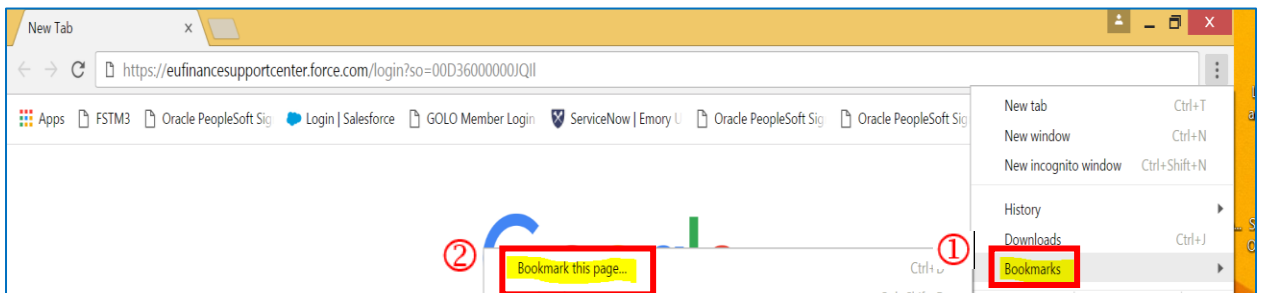 New Tab
https://eufinancesupportcenter.force.com/login?so=00D36000000JQlI
Apps FSTM3 Oracle PeopleSoft Sig Login | Salesforce GOLO Member Login ServiceNow | Emory U Oracle PeopleSoft Sig Oracle PeopleSoft Sig
New tab Ctrl+T
New window Ctrl+N
New incognito window Ctrl+Shift+N
History
Downloads Ctrl+J
① Bookmarks
② Bookmark this page...